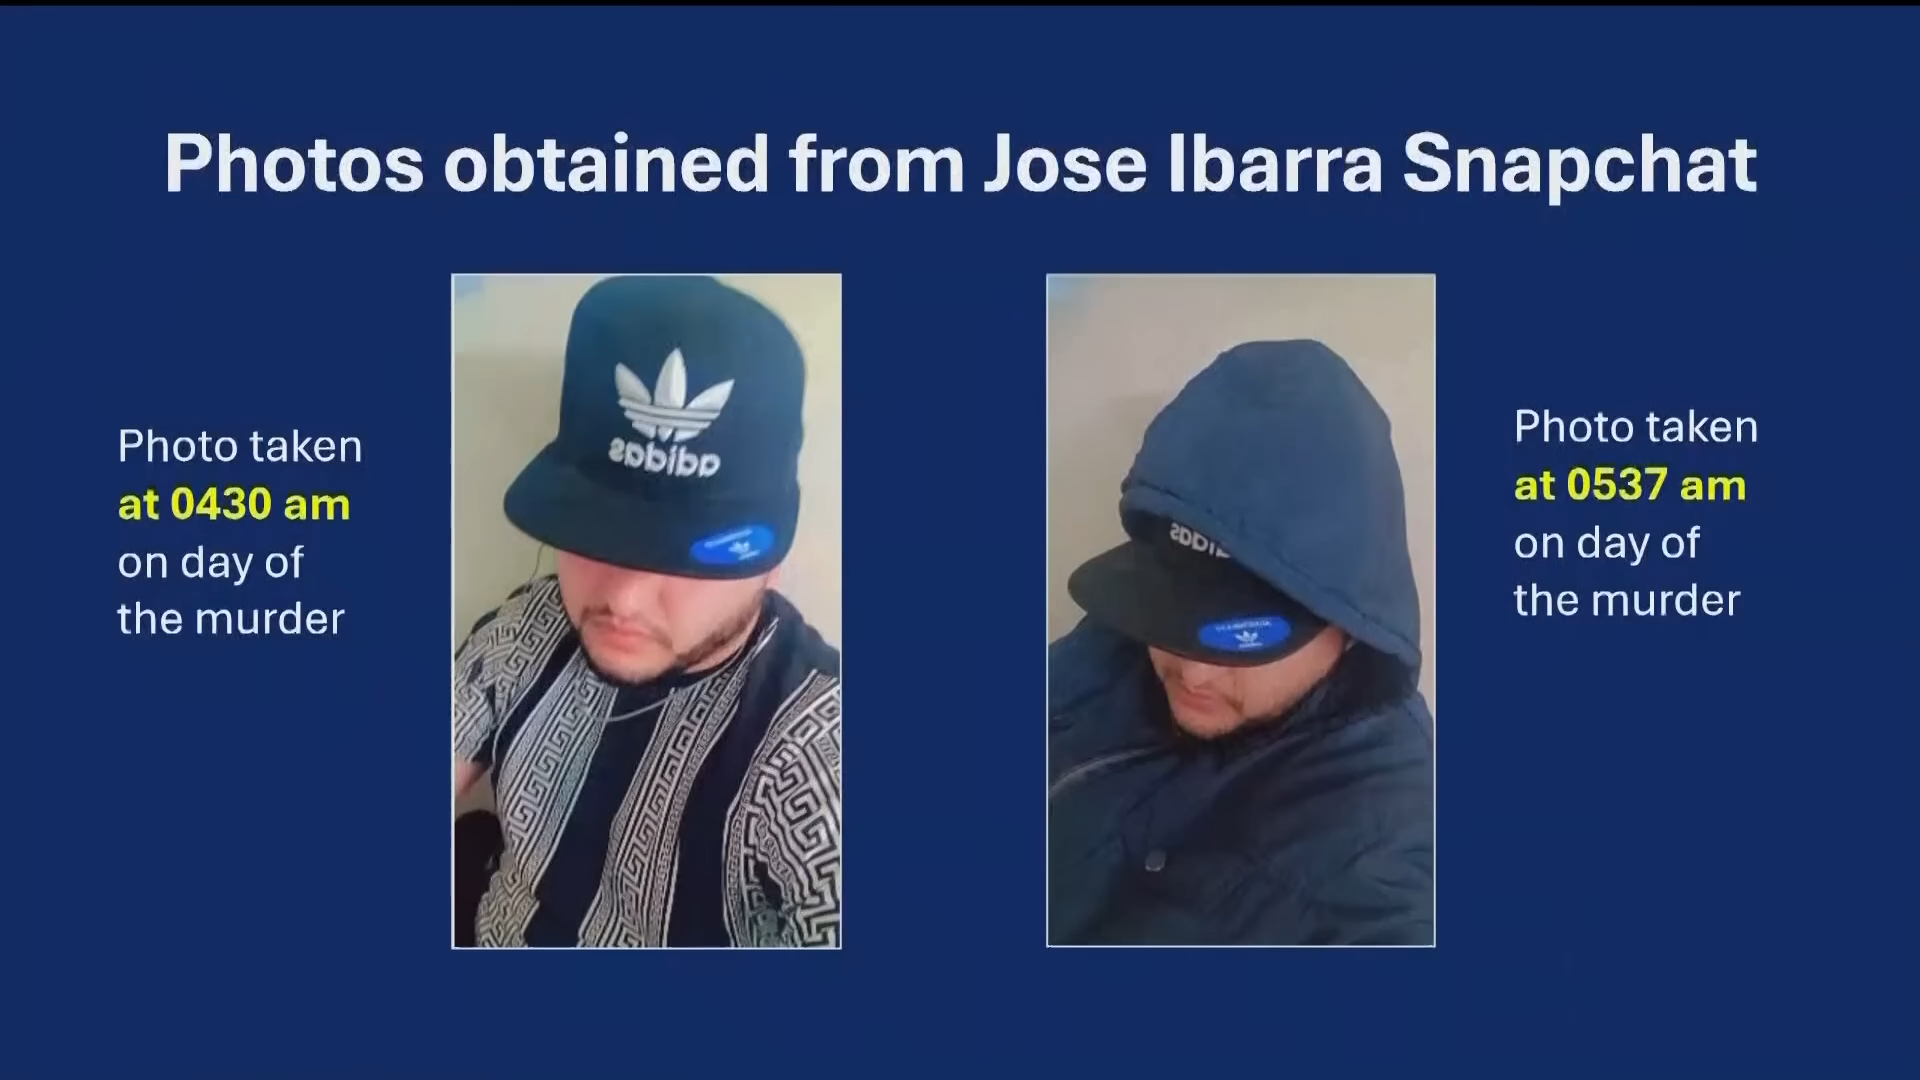 Photos obtained from Jose Ibarra Snapchat
Photo taken
at 0430 am
on day of
the murder
adidas
Photo taken
at 0537 am
on day of
the murder